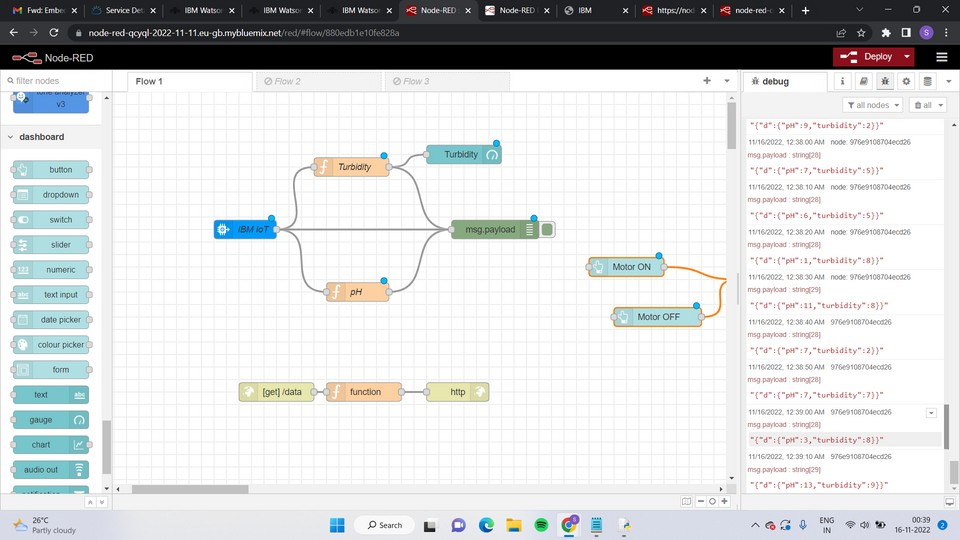 Fwd: Embe
Service Det
IBM Watsor
IBM Watsor
IBM Watsor
Node-RED
Node-RED
IBM
https://node
node-red-c
node-red-qcyql-2022-11-11.eu-gb.mybluemix.net/red/#flow/880edb1e10fe828a
S
Node-RED
Deploy
filter nodes
Flow 1
Flow 2
Flow 3
debug
i
all nodes
all
v3
dashboard
button
dropdown
switch
slider
numeric
text input
date picker
colour picker
form
text
gauge
chart
audio out
Turbidity
Turbidity
IBM IoT
msg.payload
pH
Motor ON
Motor OFF
[get] /data
function
http
"{"d":{"pH":9,"turbidity":2}}"
11/16/2022, 12:38:00 AM node: 976e9108704ecd26
msg.payload : string[28]
"{"d":{"pH":7,"turbidity":5}}"
11/16/2022, 12:38:10 AM node: 976e9108704ecd26
msg.payload : string[28]
"{"d":{"pH":6,"turbidity":5}}"
11/16/2022, 12:38:20 AM node: 976e9108704ecd26
msg.payload : string[28]
"{"d":{"pH":1,"turbidity":8}}"
11/16/2022, 12:38:30 AM node: 976e9108704ecd26
msg.payload : string[29]
"{"d":{"pH":11,"turbidity":8}}"
11/16/2022, 12:38:40 AM node: 976e9108704ecd26
msg.payload : string[28]
"{"d":{"pH":7,"turbidity":2}}"
11/16/2022, 12:38:50 AM node: 976e9108704ecd26
msg.payload : string[28]
"{"d":{"pH":7,"turbidity":7}}"
11/16/2022, 12:39:00 AM 976e9108704ecd26
msg.payload : string[28]
"{"d":{"pH":3,"turbidity":8}}"
11/16/2022, 12:39:10 AM node: 976e9108704ecd26
msg.payload : string[29]
"{"d":{"pH":13,"turbidity":9}}"
26°C
Partly cloudy
Search
ENG
IN
00:39
16-11-2022
2